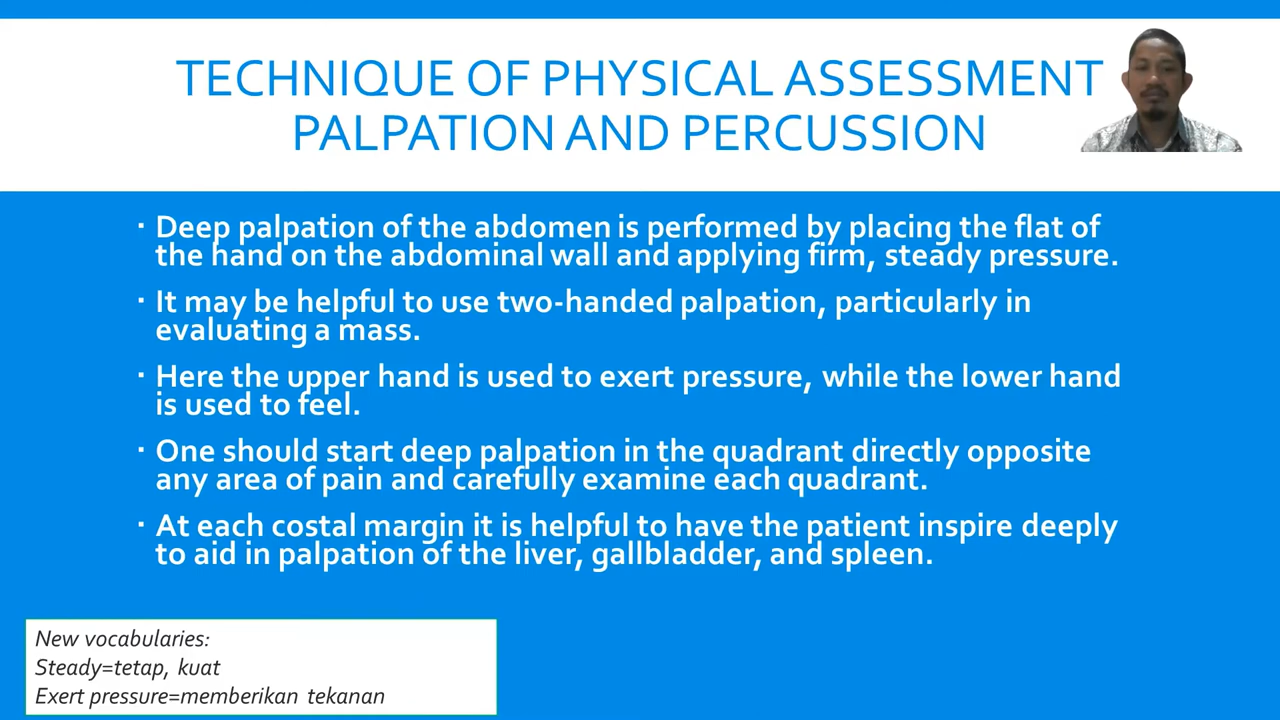 TECHNIQUE OF PHYSICAL ASSESSMENT
PALPATION AND PERCUSSION
▪ Deep palpation of the abdomen is performed by placing the flat of
the hand on the abdominal wall and applying firm, steady pressure.
▪ It may be helpful to use two-handed palpation, particularly in
evaluating a mass.
▪ Here the upper hand is used to exert pressure, while the lower hand
is used to feel.
▪ One should start deep palpation in the quadrant directly opposite
any area of pain and carefully examine each quadrant.
▪ At each costal margin it is helpful to have the patient inspire deeply
to aid in palpation of the liver, gallbladder, and spleen.
New vocabularies:
Steady=tetap, kuat
Exert pressure=memberikan tekanan